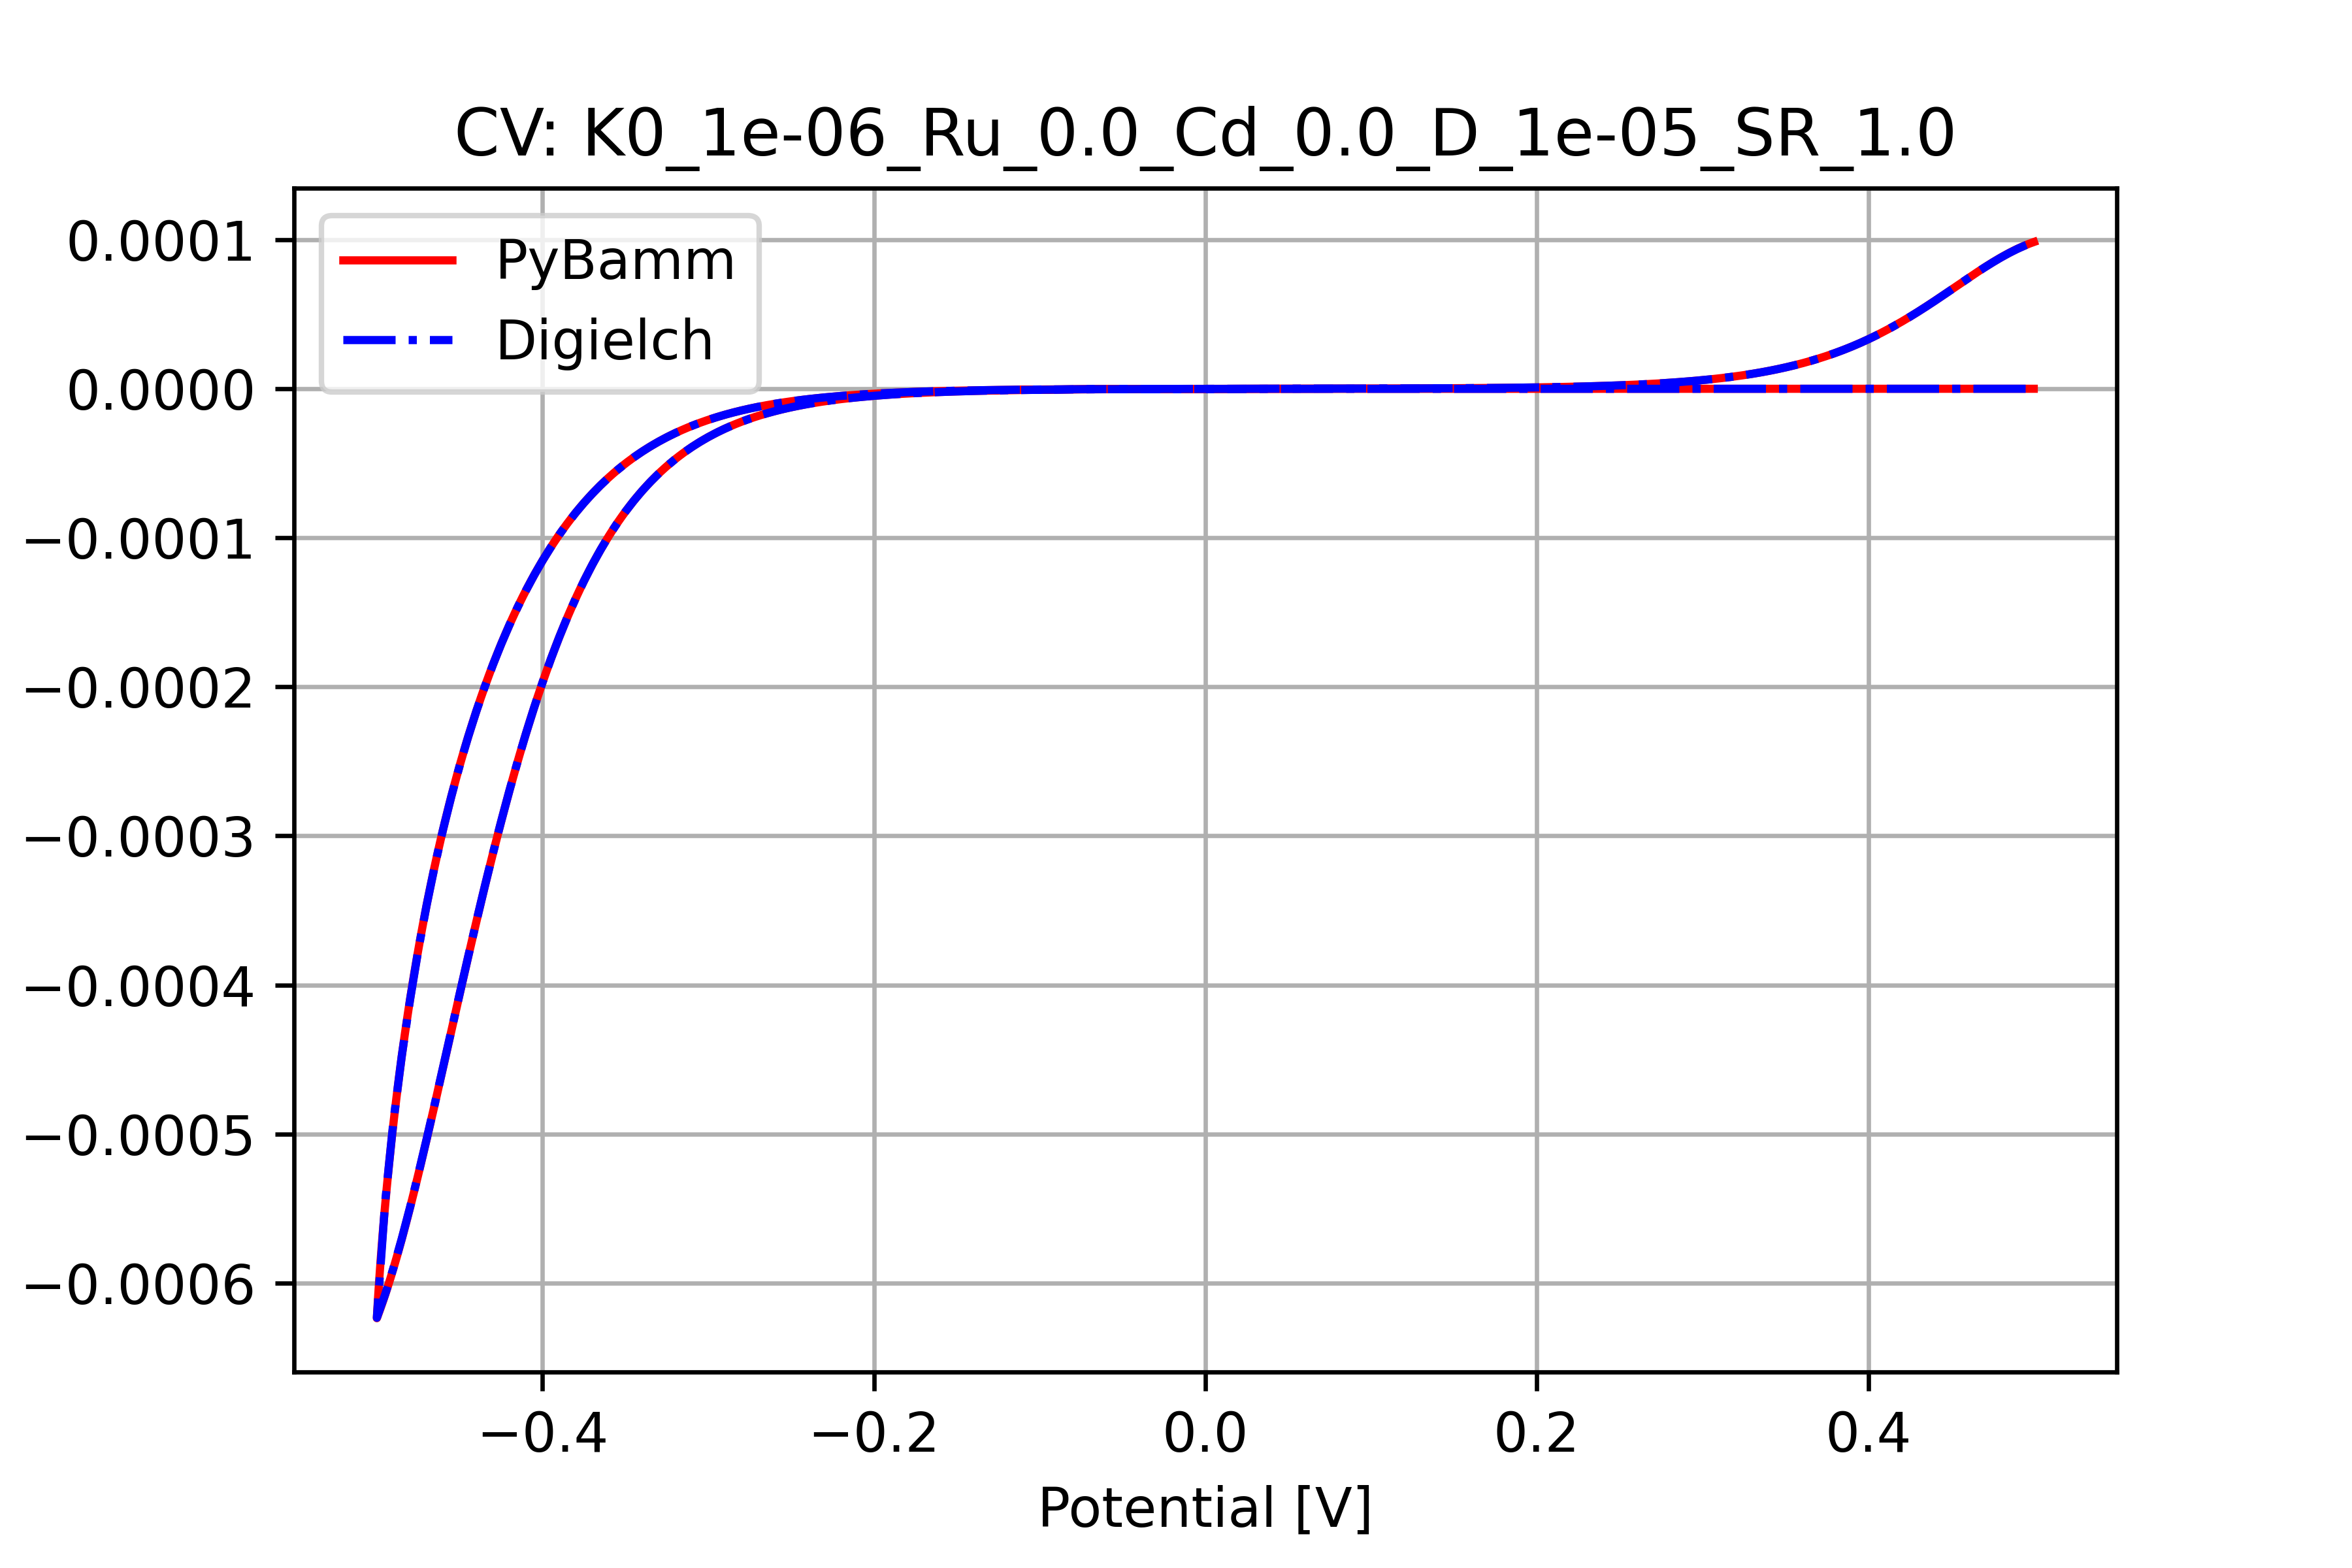 CV: K0_1e-06_Ru_0.0_Cd_0.0_D_1e-05_SR_1.0
PyBamm
Digielch
0.0001
0.0000
−0.0001
−0.0002
−0.0003
−0.0004
−0.0005
−0.0006
−0.4 −0.2 0.0 0.2 0.4
Potential [V]